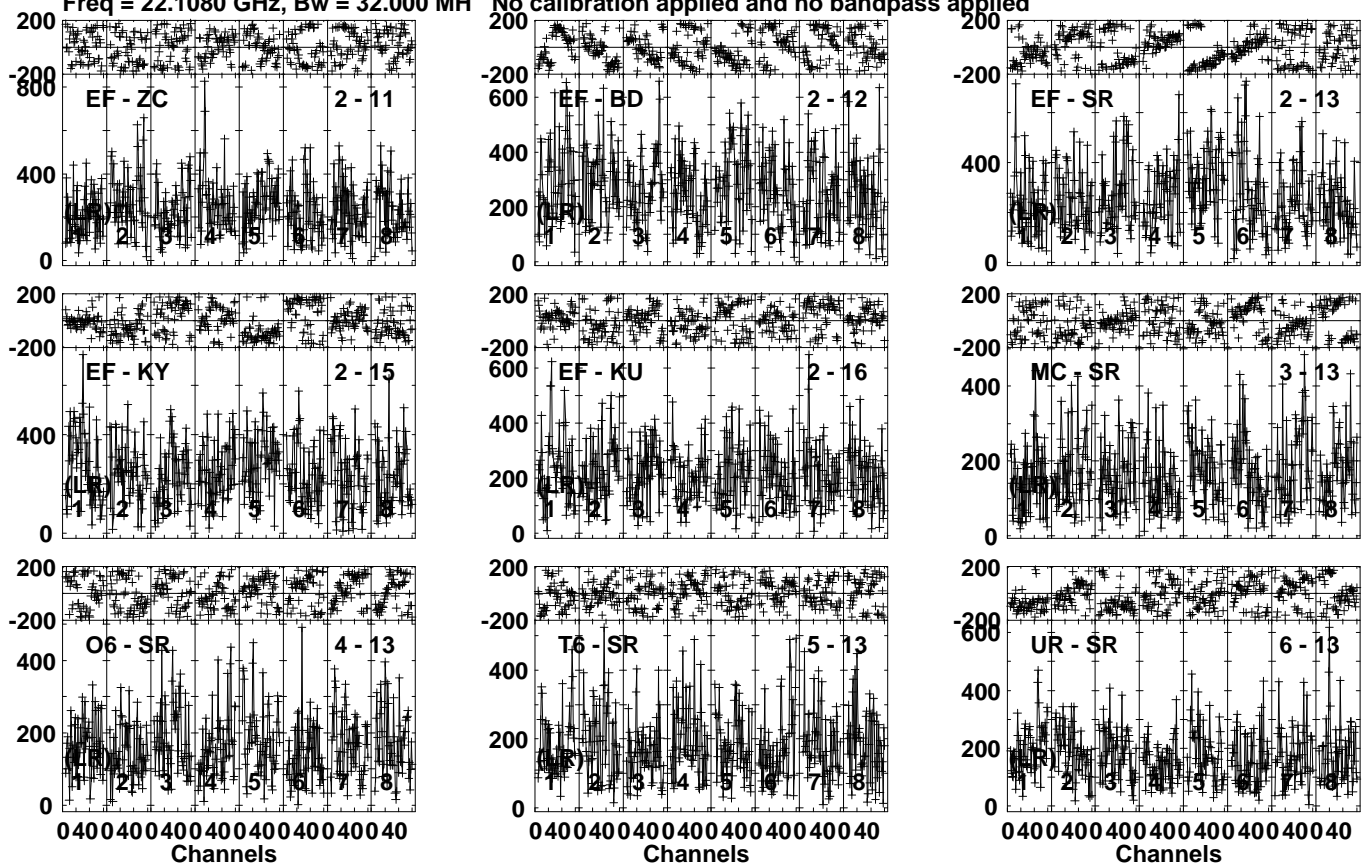 Freq = 22.1080 GHz, Bw = 32.000 MH No calibration applied and no bandpass applied
200
-200
800
400
0
EF - ZC 2 - 11
(LR)
1 2 3 4 5 6 7 8
200
-200
600
400
200
0
EF - BD 2 - 12
(LR)
1 2 3 4 5 6 7 8
200
-200
400
0
EF - SR 2 - 13
(LR)
1 2 3 4 5 6 7 8
200
-200
400
0
EF - KY 2 - 15
(LR)
1 2 3 4 5 6 7 8
200
-200
600
400
200
0
EF - KU 2 - 16
(LR)
1 2 3 4 5 6 7 8
200
-200
400
200
0
MC - SR 3 - 13
(LR)
1 2 3 4 5 6 7 8
200
-200
400
200
0
O6 - SR 4 - 13
(LR)
1 2 3 4 5 6 7 8
0 40 0 40 0 40 0 40 0 40 0 40 0 40 0 40
Channels
200
-200
400
200
0
T6 - SR 5 - 13
(LR)
1 2 3 4 5 6 7 8
0 40 0 40 0 40 0 40 0 40 0 40 0 40 0 40
Channels
200
-200
600
400
200
0
UR - SR 6 - 13
(LR)
1 2 3 4 5 6 7 8
0 40 0 40 0 40 0 40 0 40 0 40 0 40 0 40
Channels